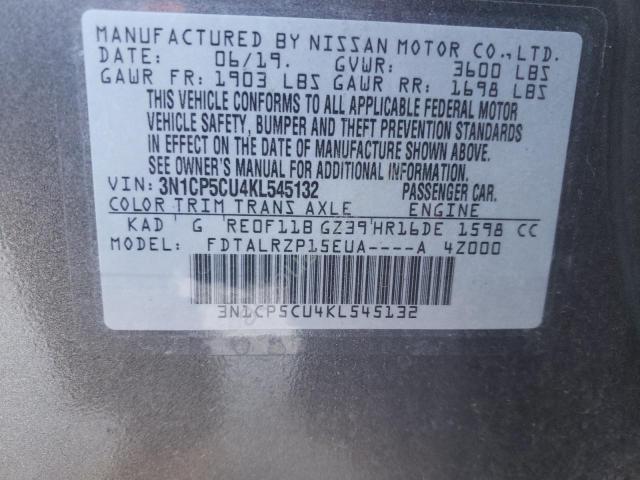 MANUFACTURED BY NISSAN MOTOR CO.,LTD.
DATE: 06/19. GVWR: 3600 LBS
GAWR FR: 1903 LBS GAWR RR: 1698 LBS
THIS VEHICLE CONFORMS TO ALL APPLICABLE FEDERAL MOTOR
VEHICLE SAFETY, BUMPER AND THEFT PREVENTION STANDARDS
IN EFFECT ON THE DATE OF MANUFACTURE SHOWN ABOVE.
SEE OWNER'S MANUAL FOR ADDITIONAL INFORMATION.
VIN: 3N1CP5CU4KL545132 PASSENGER CAR.
COLOR TRIM TRANS AXLE ENGINE
KAD G RE0F11B GZ39 HR16DE 1598 CC
MODEL: FDTALRZP15EUA----A 4Z000
3N1CP5CU4KL545132